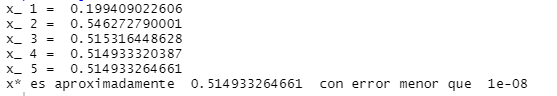 x_ 1 =  0.199409022606
x_ 2 =  0.546272790001
x_ 3 =  0.515316448628
x_ 4 =  0.514933320387
x_ 5 =  0.514933264661
x* es aproximadamente  0.514933264661  con error menor que  1e-08